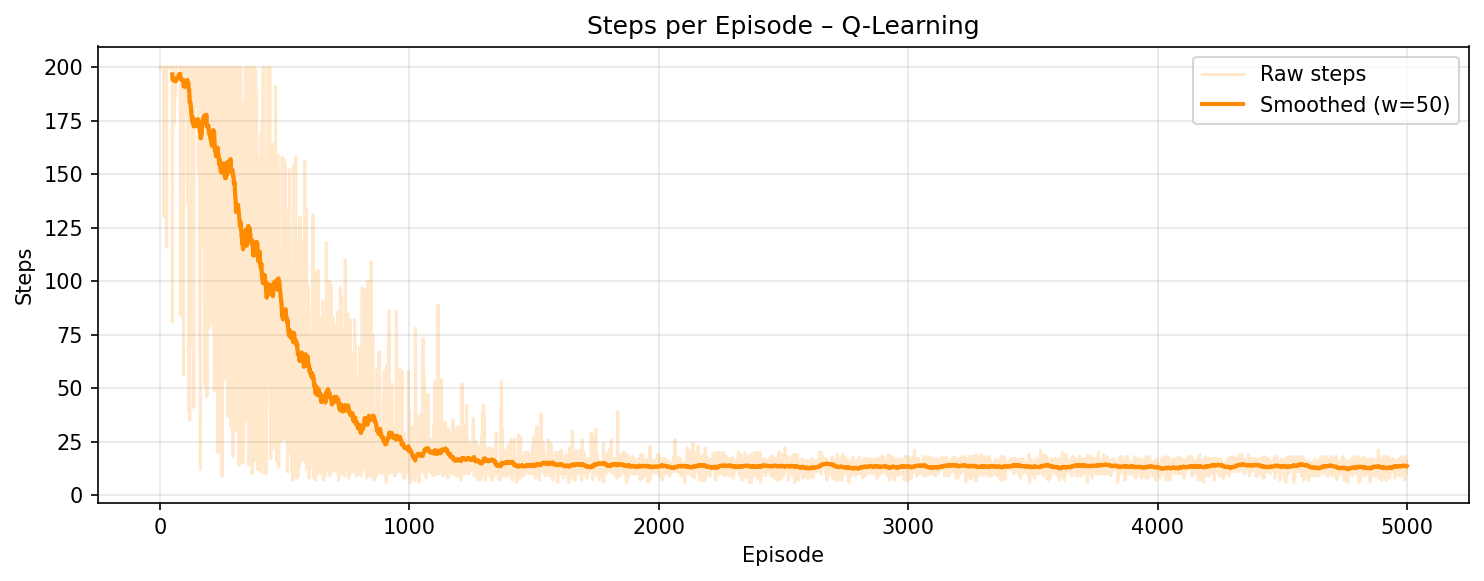 Steps per Episode – Q-Learning
Raw steps
Smoothed (w=50)
Steps
200
175
150
125
100
75
50
25
0
0 1000 2000 3000 4000 5000
Episode